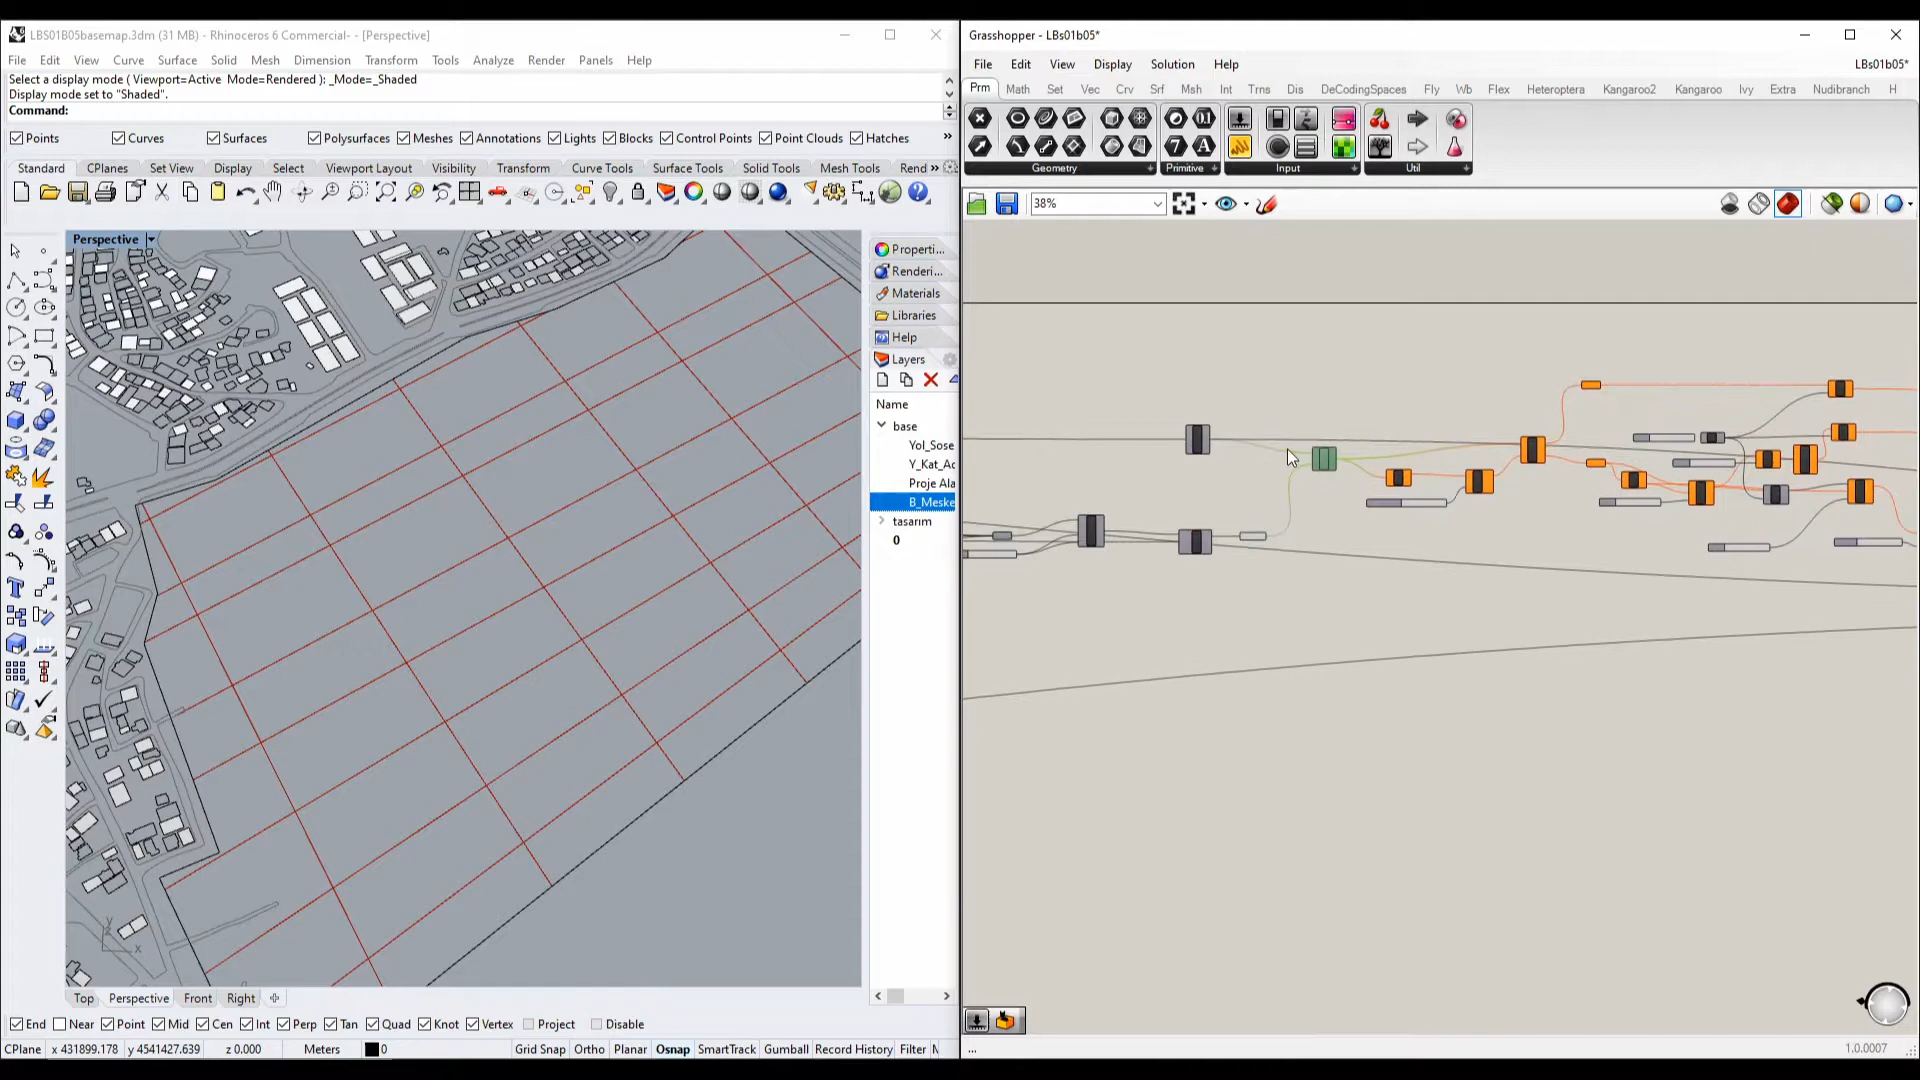 LBS01B05basemap.3dm (31 MB) - Rhinoceros 6 Commercial- - [Perspective]
File Edit View Curve Surface Solid Mesh Dimension Transform Tools Analyze Render Panels Help
Select a display mode ( Viewport=Active Mode=Rendered ): _Mode=_Shaded
Display mode set to "Shaded".
Command:
Points Curves Surfaces Polysurfaces Meshes Annotations Lights Blocks Control Points Point Clouds Hatches »
Standard CPlanes Set View Display Select Viewport Layout Visibility Transform Curve Tools Surface Tools Solid Tools Mesh Tools Rend »
Perspective
Properti...
Renderi...
Materials
Libraries
Help
Layers
Name
base
Yol_Sose
Y_Kat_Ad
Proje Ala
B_Meske
tasarım
0
y
x
Top Perspective Front Right
End Near Point Mid Cen Int Perp Tan Quad Knot Vertex Project Disable
CPlane x 431899.178 y 4541427.639 z 0.000 Meters 0 Grid Snap Ortho Planar Osnap SmartTrack Gumball Record History Filter M
Grasshopper - LBs01b05*
File Edit View Display Solution Help LBs01b05*
Prm Math Set Vec Crv Srf Msh Int Trns Dis DeCodingSpaces Fly Wb Flex Heteroptera Kangaroo2 Kangaroo Ivy Extra Nudibranch H
Geometry Primitive Input Util
38%
...
1.0.0007